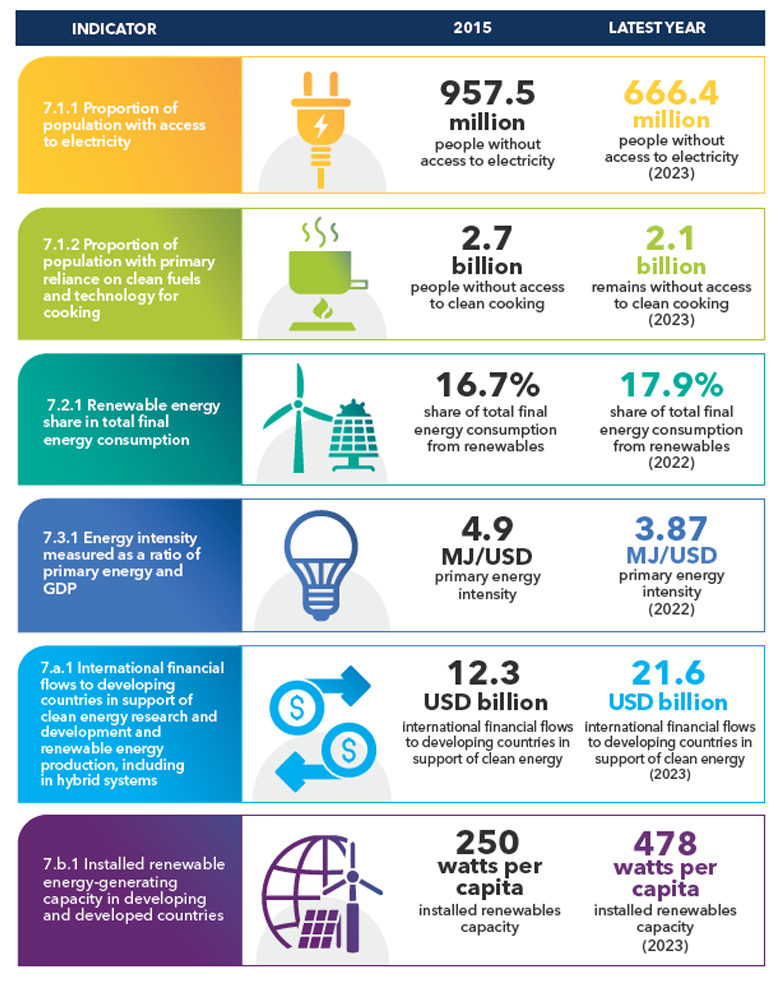 INDICATOR 2015 LATEST YEAR
7.1.1 Proportion of
population with access
to electricity
957.5
million
people without
access to electricity
666.4
million
people without
access to electricity
(2023)
7.1.2 Proportion of
population with primary
reliance on clean fuels
and technology for
cooking
2.7
billion
people without access
to clean cooking
2.1
billion
remains without access
to clean cooking
(2023)
7.2.1 Renewable energy
share in total final
energy consumption
16.7%
share of total final
energy consumption
from renewables
17.9%
share of total final
energy consumption
from renewables
(2022)
7.3.1 Energy intensity
measured as a ratio of
primary energy and
GDP
4.9
MJ/USD
primary energy
intensity
3.87
MJ/USD
primary energy
intensity
(2022)
7.a.1 International financial
flows to developing
countries in support of
clean energy research and
development and
renewable energy
production, including
in hybrid systems
$
$
12.3
USD billion
international financial flows
to developing countries in
support of clean energy
21.6
USD billion
international financial flows
to developing countries in
support of clean energy
(2023)
7.b.1 Installed renewable
energy-generating
capacity in developing
and developed countries
250
watts per
capita
installed renewables
capacity
478
watts per
capita
installed renewables
capacity
(2023)